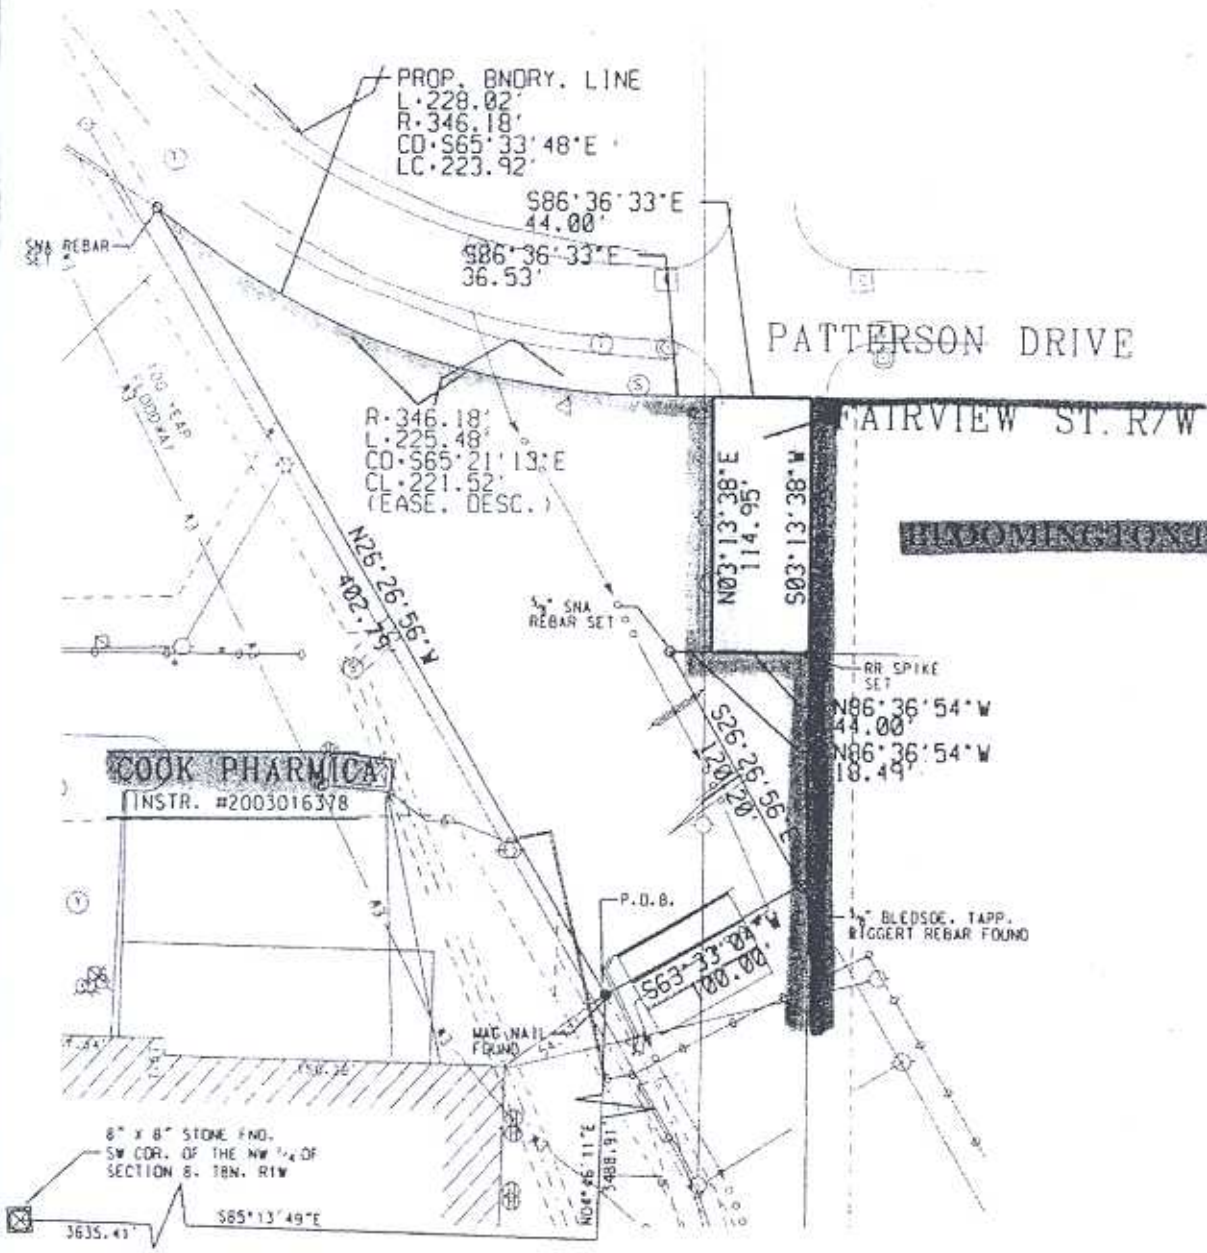 PROP. BNDRY. LINE
L·228.02'
R·346.18'
CD·S65°33'48"E
LC·223.92'
S86°36'33"E
44.00'
S86°36'33"E
36.53'
SNA REBAR
SET
PATTERSON DRIVE
FAIRVIEW ST. R/W
100 YEAR
FLOODWAY
R·346.18'
L·225.48'
CD·S65°21'13"E
CL·221.52'
(EASE. DESC.)
N03°13'38"E
114.95'
S03°13'38"W
BLOOMINGTON
N26°26'56"W
402.79'
5/8" SNA
REBAR SET
RR SPIKE
SET
N86°36'54"W
44.00'
N86°36'54"W
18.49'
S26°26'56"E
120.20'
COOK PHARMICA
INSTR. #2003016378
P.O.B.
S63°33'04"W
100.00'
BLEDSOE, TAPP,
RIGGERT REBAR FOUND
MAG NAIL
FOUND
8" X 8" STONE FND.
SW COR. OF THE NW 1/4 OF
SECTION 8, T8N, R1W
S85°13'49"E
3635.41'